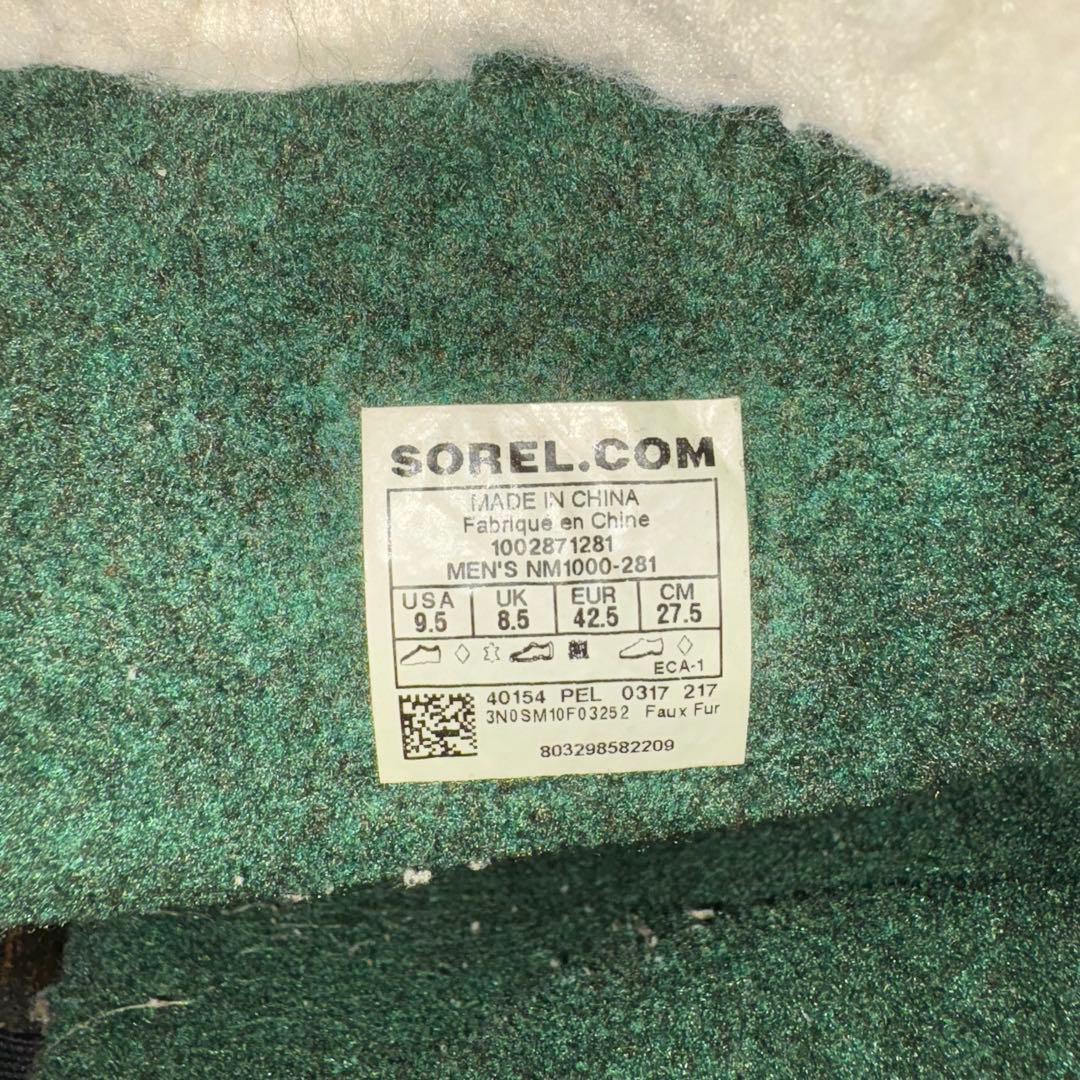 SOREL.COM
MADE IN CHINA
Fabriqué en Chine
1002871281
MEN'S NM1000-281
USA UK EUR CM
9.5 8.5 42.5 27.5
ECA-1
40154 PEL 0317 217
3N0SM10F03252 Faux Fur
803298582209